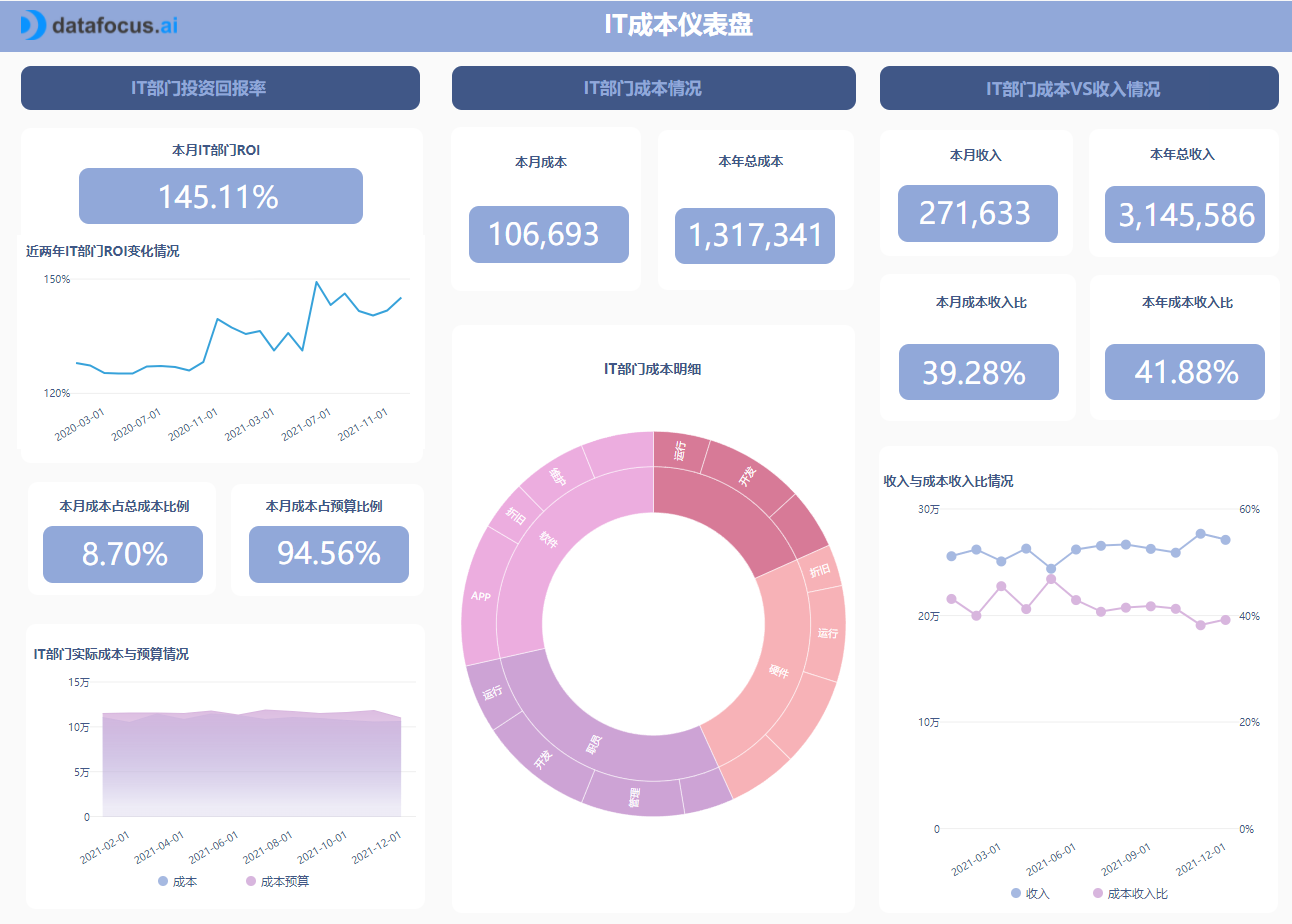 datafocus.ai
IT成本仪表盘
IT部门投资回报率
本月IT部门ROI
145.11%
近两年IT部门ROI变化情况
150%
120%
2020-03-01
2020-07-01
2020-11-01
2021-03-01
2021-07-01
2021-11-01
本月成本占总成本比例
8.70%
本月成本占预算比例
94.56%
IT部门实际成本与预算情况
15万
10万
5万
0
2021-02-01
2021-04-01
2021-06-01
2021-08-01
2021-10-01
2021-12-01
成本
成本预算
IT部门成本情况
本月成本
106,693
本年总成本
1,317,341
IT部门成本明细
运行
开发
折旧
运行
硬件
管理
职员
开发
运行
APP
折旧
软件
维护
IT部门成本VS收入情况
本月收入
271,633
本年总收入
3,145,586
本月成本收入比
39.28%
本年成本收入比
41.88%
收入与成本收入比情况
30万
20万
10万
0
60%
40%
20%
0%
2021-03-01
2021-06-01
2021-09-01
2021-12-01
收入
成本收入比